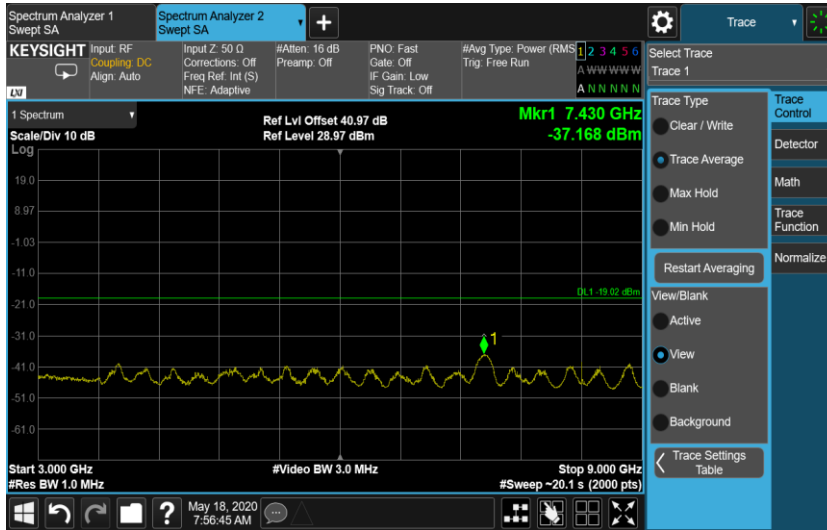 Spectrum Analyzer 1
Swept SA
Spectrum Analyzer 2
Swept SA
+
Trace
KEYSIGHT
LXI
Input: RF
Coupling: DC
Align: Auto
Input Z: 50 Ω
Corrections: Off
Freq Ref: Int (S)
NFE: Adaptive
#Atten: 16 dB
Preamp: Off
PNO: Fast
Gate: Off
IF Gain: Low
Sig Track: Off
#Avg Type: Power (RMS
Trig: Free Run
1 2 3 4 5 6
A W W W W W
A N N N N N
Select Trace
Trace 1
1 Spectrum
Scale/Div 10 dB
Log
Ref Lvl Offset 40.97 dB
Ref Level 28.97 dBm
Mkr1 7.430 GHz
-37.168 dBm
19.0
8.97
-1.03
-11.0
-21.0
-31.0
-41.0
-51.0
-61.0
DL1 -19.02 dBm
1
Start 3.000 GHz
#Res BW 1.0 MHz
#Video BW 3.0 MHz
Stop 9.000 GHz
#Sweep ~20.1 s (2000 pts)
Trace Type
Clear / Write
Trace Average
Max Hold
Min Hold
Restart Averaging
View/Blank
Active
View
Blank
Background
Trace Settings
Table
Trace
Control
Detector
Math
Trace
Function
Normalize
?
May 18, 2020
7:56:45 AM